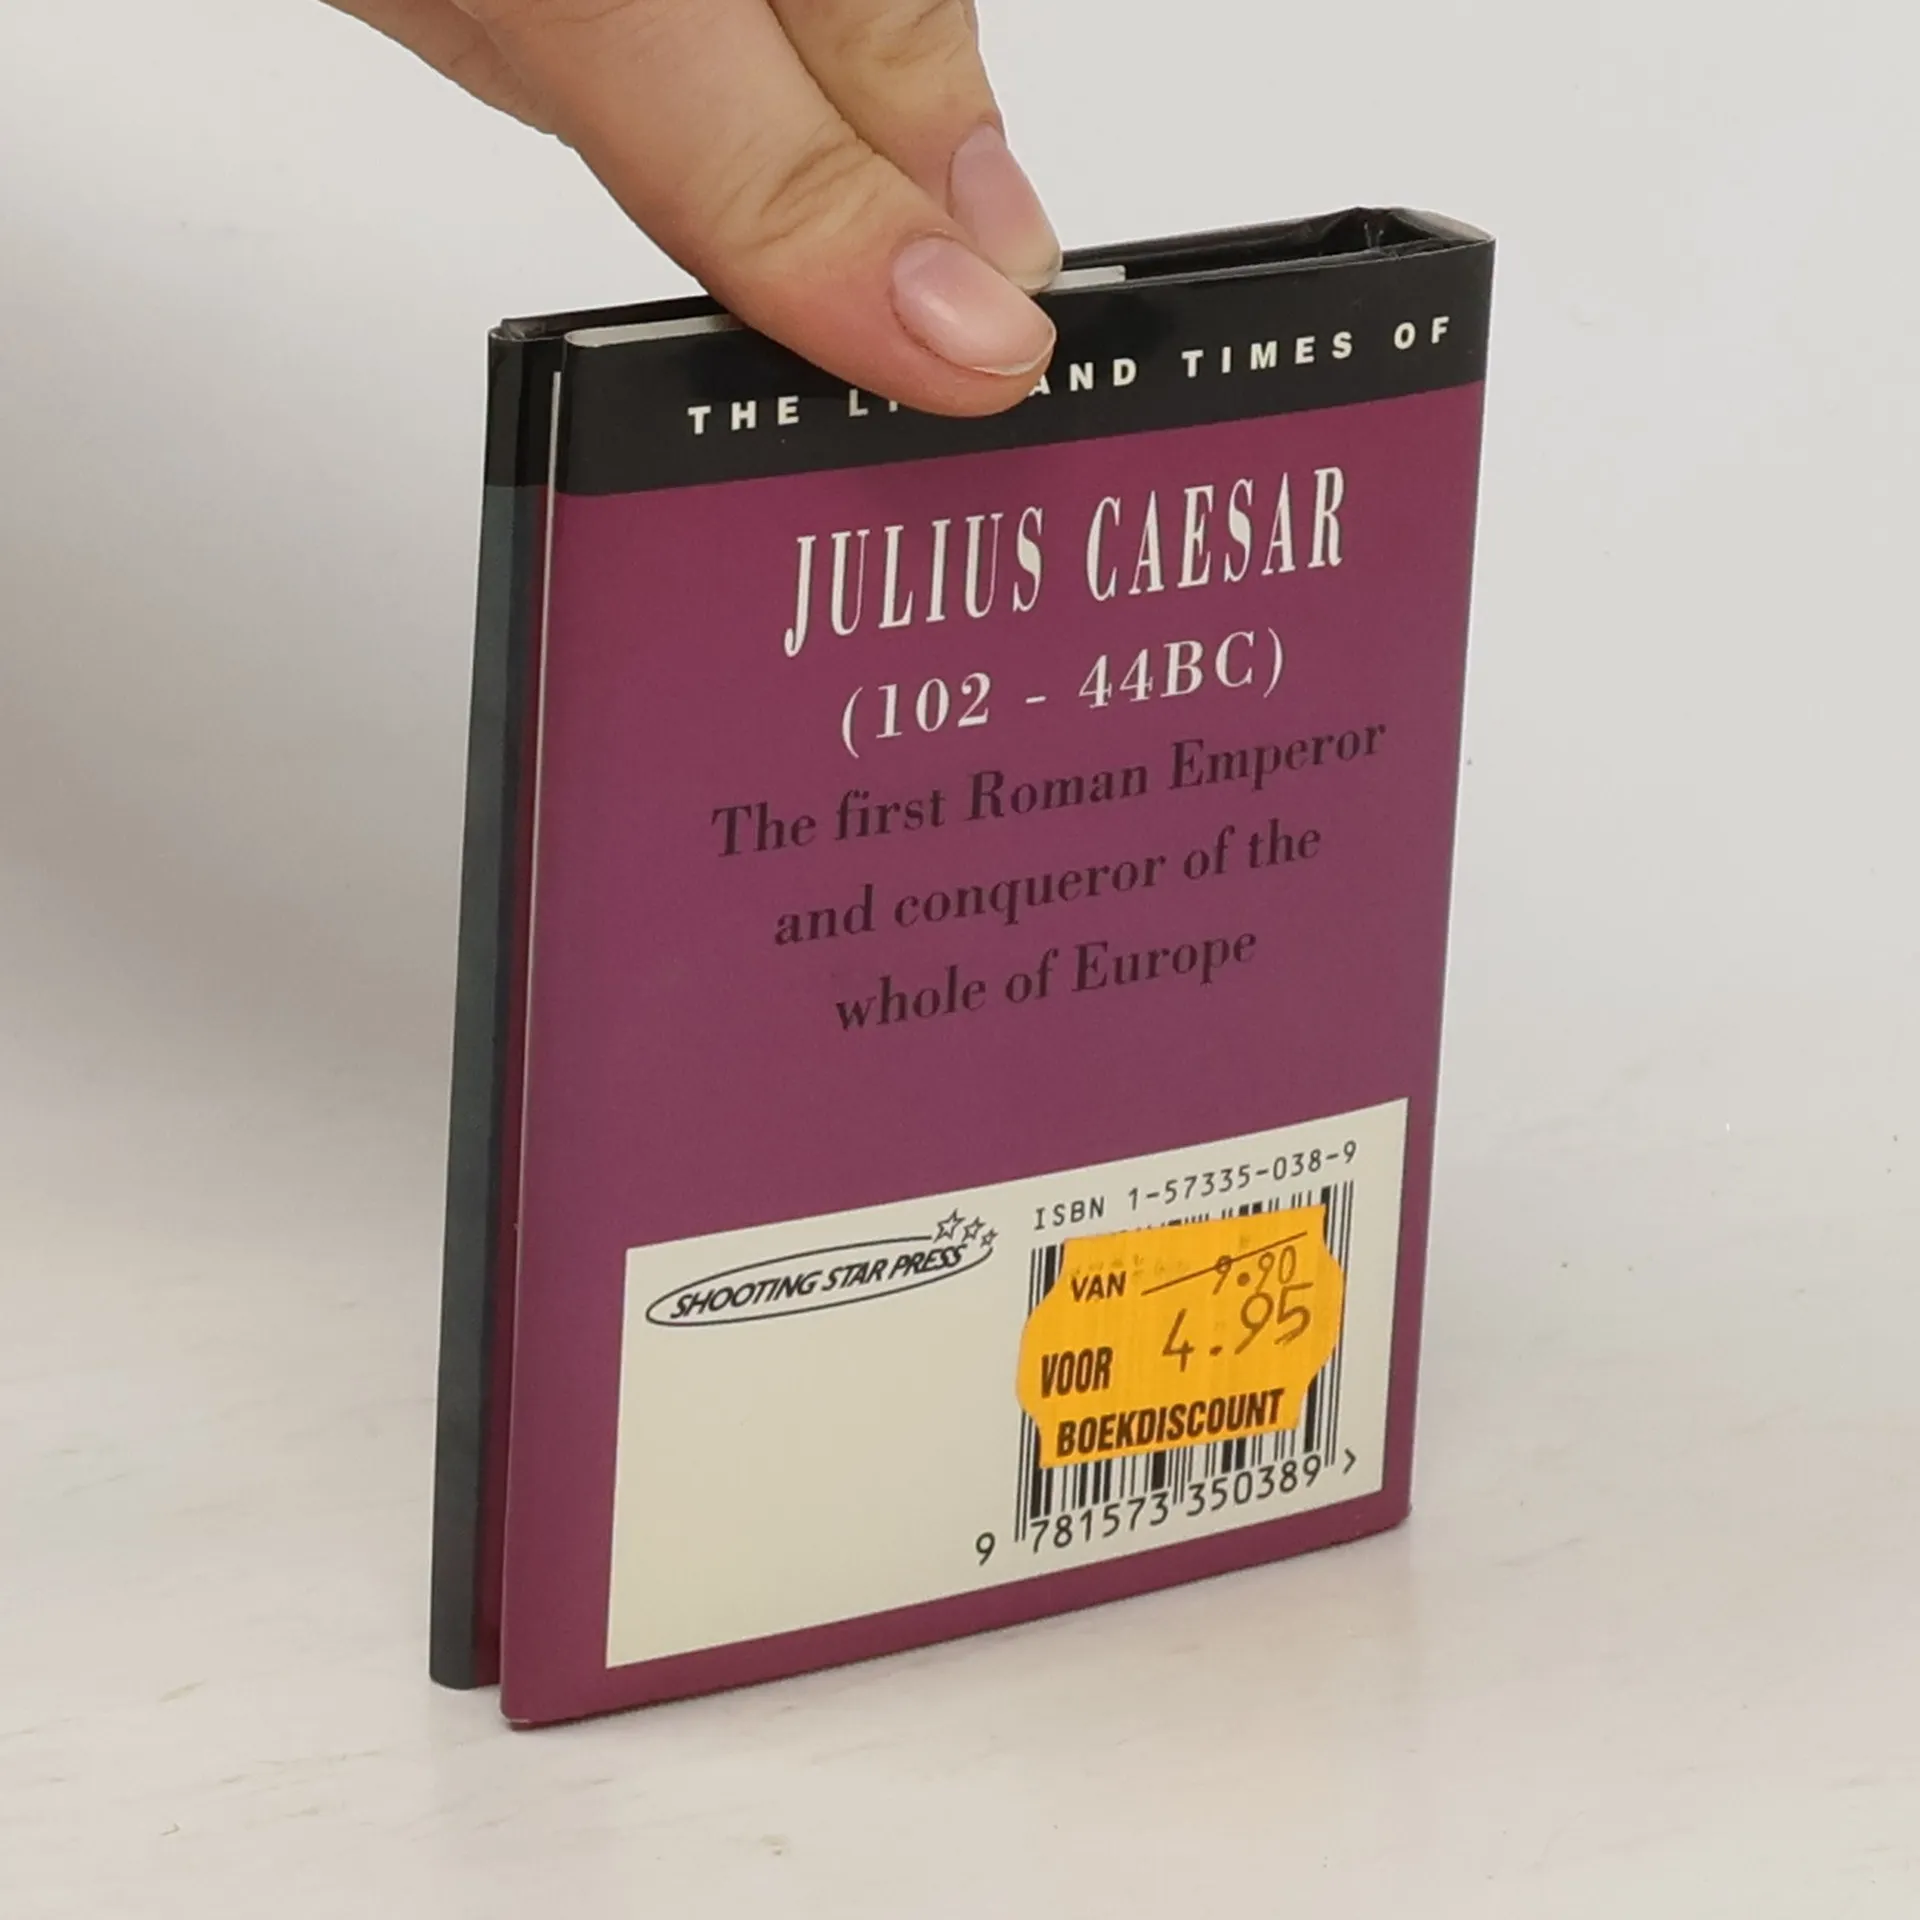 THE AND TIMES OF
JULIUS CAESAR
(102 - 44BC)
The first Roman Emperor
and conqueror of the
whole of Europe
SHOOTING STAR PRESS
ISBN 1-57335-038-9
VAN 9.90
VOOR 4.95
BOEKDISCOUNT
9 781573 350389 >